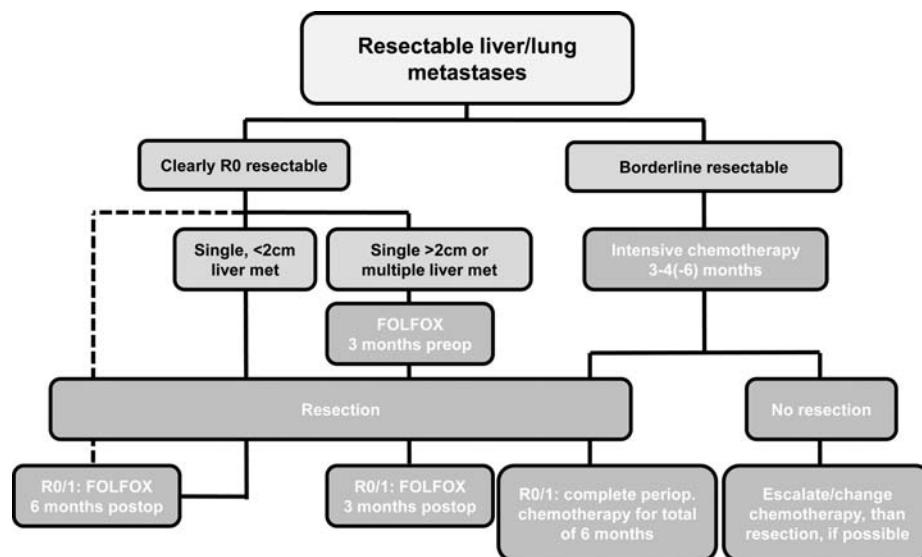 Resectable liver/lung
metastases
Clearly R0 resectable
Borderline resectable
Single, <2cm
liver met
Single >2cm or
multiple liver met
Intensive chemotherapy
3-4(-6) months
FOLFOX
3 months preop
Resection
No resection
R0/1: FOLFOX
6 months postop
R0/1: FOLFOX
3 months postop
R0/1: complete periop.
chemotherapy for total
of 6 months
Escalate/change
chemotherapy, than
resection, if possible